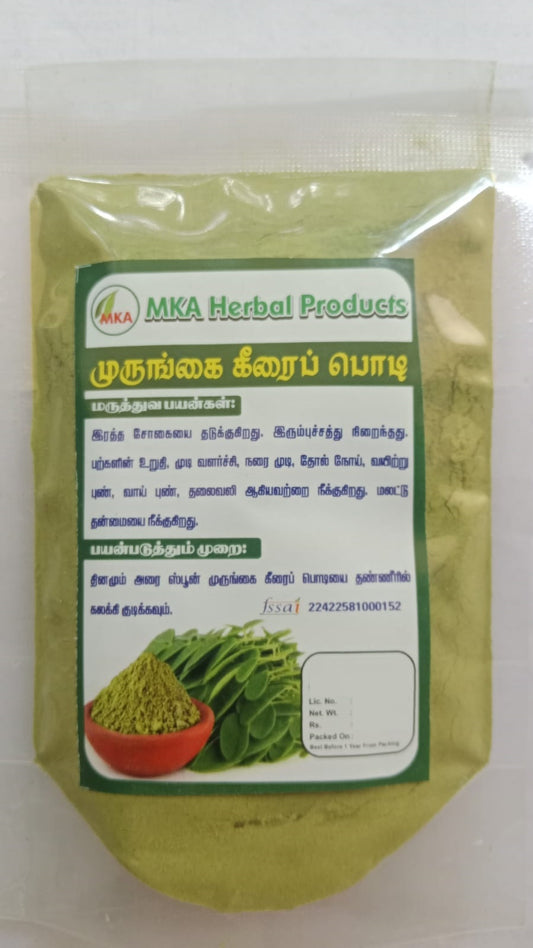 MKA
MKA Herbal Products
முருங்கை கீரைப் பொடி
மருத்துவ பயன்கள்:
இரத்த சோகையை தடுக்குகிறது. இரும்புச்சத்து நிறைந்தது.
பற்களின் உறுதி, முடி வளர்ச்சி, நரை முடி, தோல் நோய், வயிற்று
புண், வாய் புண், தலைவலி ஆகியவற்றை நீக்குகிறது. மலட்டு
தன்மையை நீக்குகிறது.
பயன்படுத்தும் முறை:
தினமும் அரை ஸ்பூன் முருங்கை கீரைப் பொடியை தண்ணீரில்
கலக்கி குடிக்கவும்.
fssai 22422581000152
Lic. No. :
Net. Wt. :
Rs. :
Packed On :
Best Before 1 Year From Packing